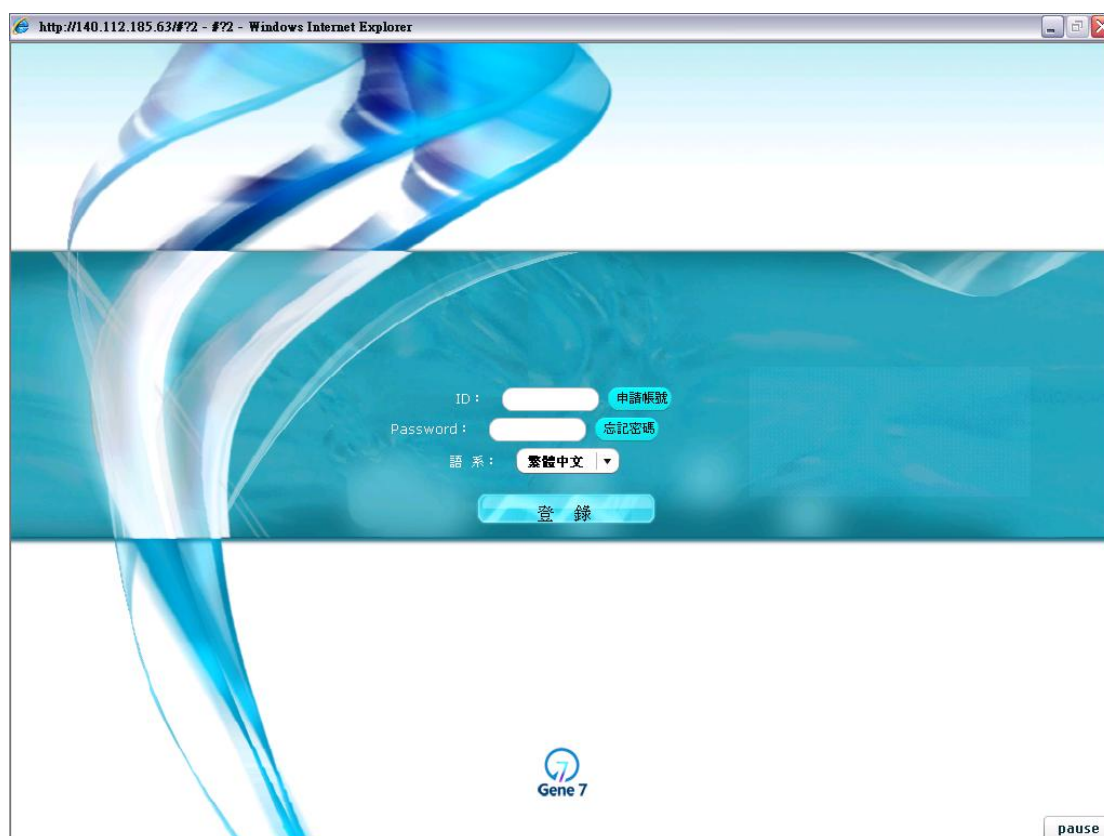 http://140.112.185.63/#?2 - #?2 - Windows Internet Explorer
ID： 申請帳號
Password： 忘記密碼
語 系： 繁體中文
登 錄
7
Gene 7
pause